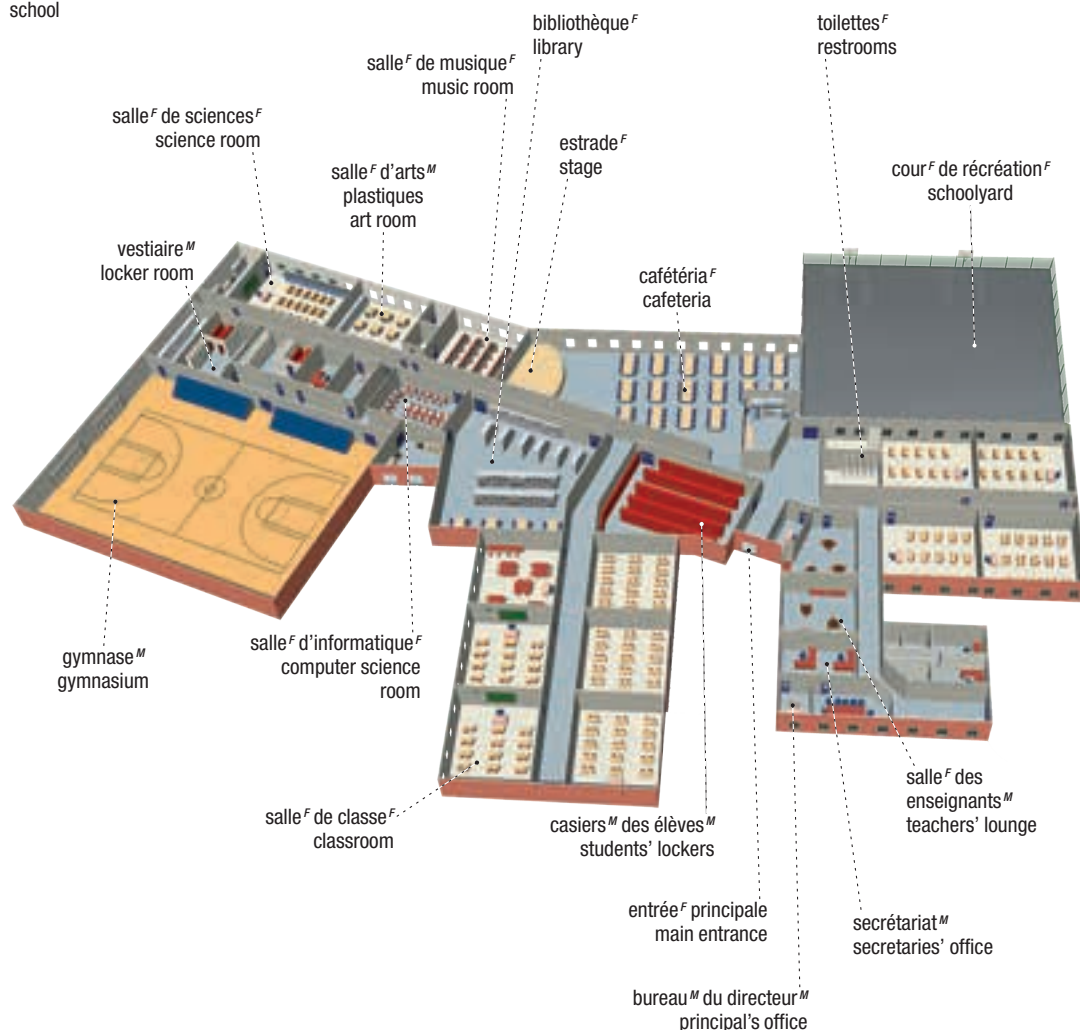 school
bibliothèque F
library
toilettes F
restrooms
salle F de musique F
music room
salle F de sciences F
science room
estrade F
stage
salle F d'arts M
plastiques
art room
cour F de récréation F
schoolyard
vestiaire M
locker room
cafétéria F
cafeteria
gymnase M
gymnasium
salle F d'informatique F
computer science
room
salle F des
enseignants M
teachers' lounge
salle F de classe F
classroom
casiers M des élèves M
students' lockers
entrée F principale
main entrance
secrétariat M
secretaries' office
bureau M du directeur M
principal's office